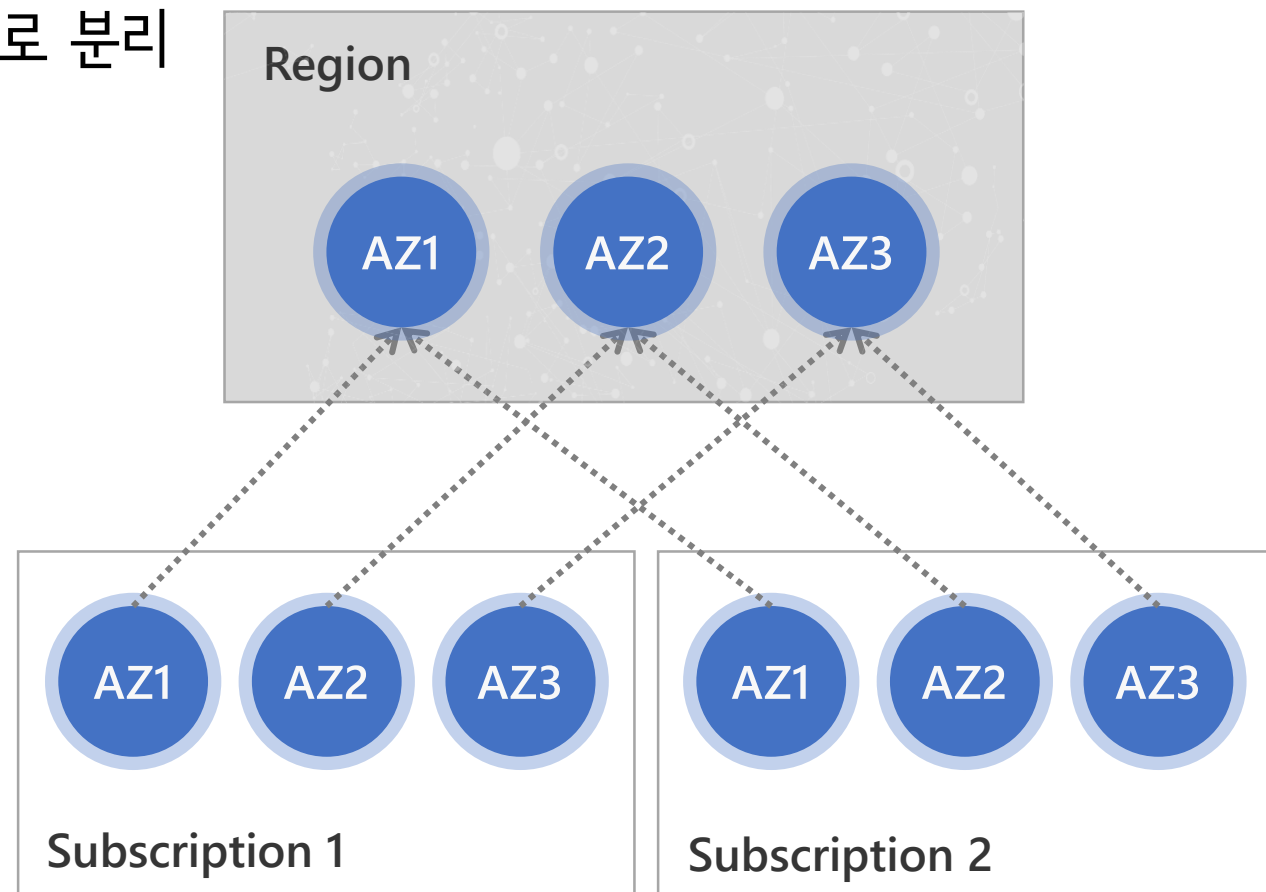 로 분리
Region
AZ1 AZ2 AZ3
AZ1 AZ2 AZ3 AZ1 AZ2 AZ3
Subscription 1 Subscription 2